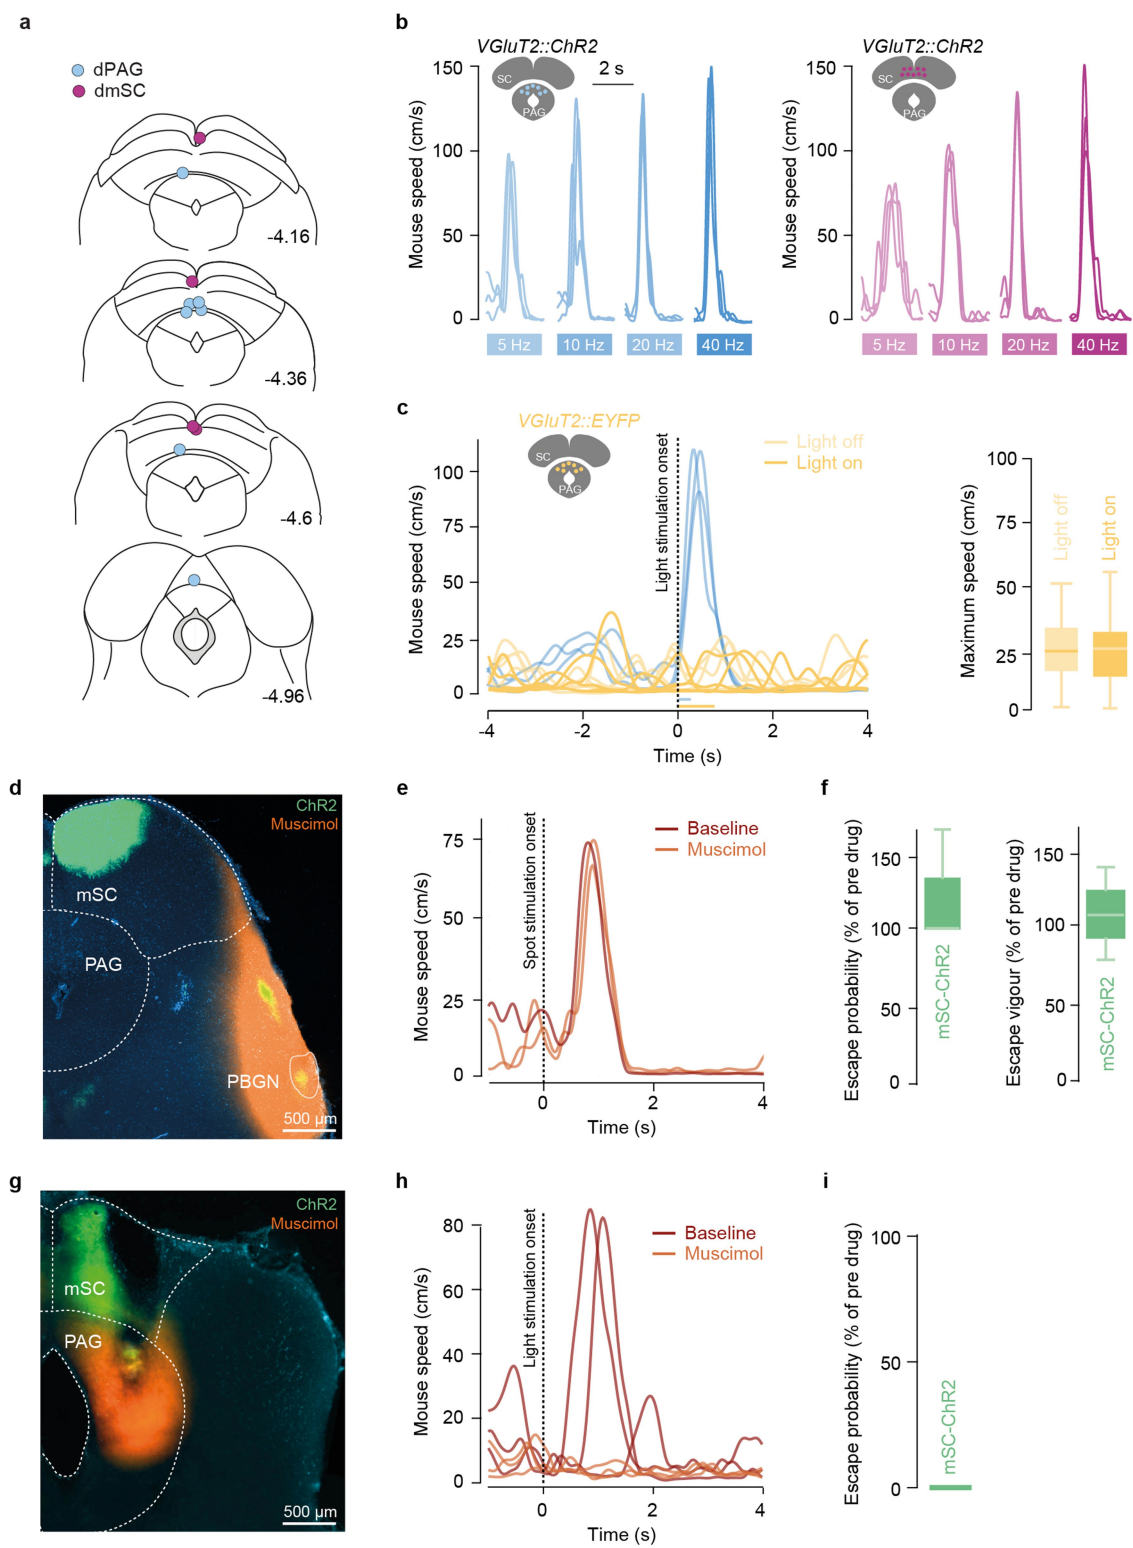 a
dPAG
dmSC
-4.16
-4.36
-4.6
-4.96
b
VGluT2::ChR2
SC
PAG
2 s
Mouse speed (cm/s)
150
100
50
0
5 Hz
10 Hz
20 Hz
40 Hz
VGluT2::ChR2
SC
PAG
Mouse speed (cm/s)
150
100
50
0
5 Hz
10 Hz
20 Hz
40 Hz
c
VGluT2::EYFP
SC
PAG
Light stimulation onset
Light off
Light on
Mouse speed (cm/s)
100
75
50
25
0
-4
-2
0
2
4
Time (s)
Maximum speed (cm/s)
100
75
50
25
0
Light off
Light on
d
ChR2
Muscimol
mSC
PAG
PBGN
500 µm
e
Spot stimulation onset
Baseline
Muscimol
Mouse speed (cm/s)
75
50
25
0
0
2
4
Time (s)
f
Escape probability (% of pre drug)
150
100
50
0
mSC-ChR2
Escape vigour (% of pre drug)
150
100
50
0
mSC-ChR2
g
ChR2
Muscimol
mSC
PAG
500 µm
h
Light stimulation onset
Baseline
Muscimol
Mouse speed (cm/s)
80
60
40
20
0
0
2
4
Time (s)
i
Escape probability (% of pre drug)
100
50
0
mSC-ChR2